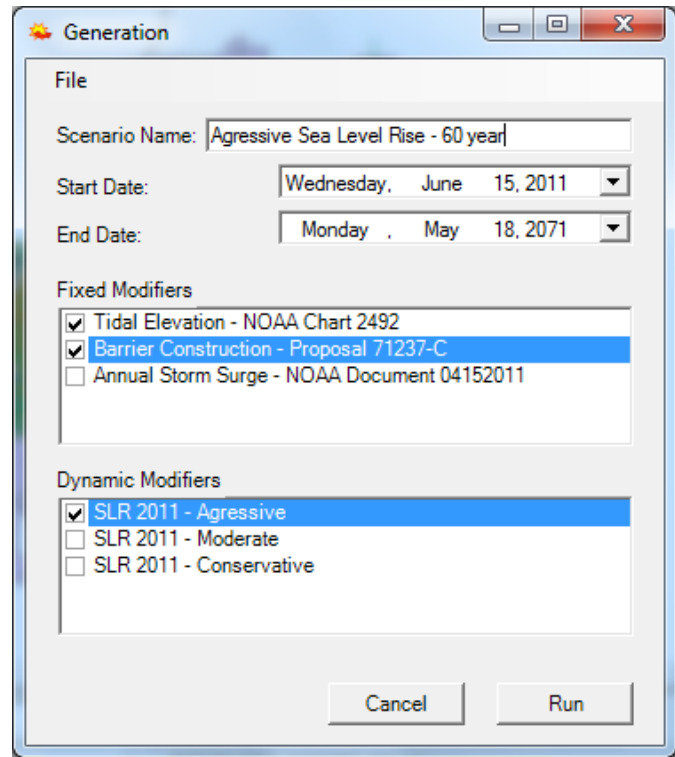 Generation
File
Scenario Name: Agressive Sea Level Rise - 60 year
Start Date: Wednesday, June 15, 2011
End Date: Monday , May 18, 2071
Fixed Modifiers
Tidal Elevation - NOAA Chart 2492
Barrier Construction - Proposal 71237-C
Annual Storm Surge - NOAA Document 04152011
Dynamic Modifiers
SLR 2011 - Agressive
SLR 2011 - Moderate
SLR 2011 - Conservative
Cancel Run